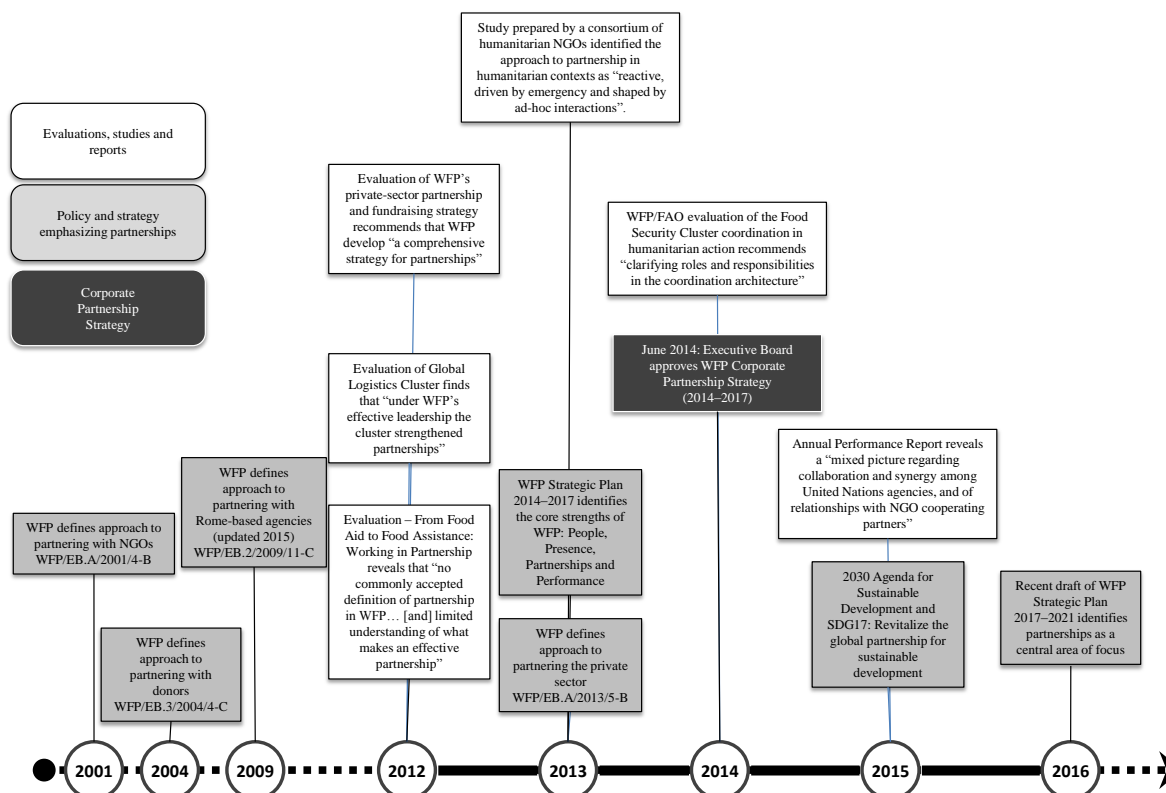 Study prepared by a consortium of
humanitarian NGOs identified the
approach to partnership in
humanitarian contexts as “reactive,
driven by emergency and shaped by
ad-hoc interactions”.
Evaluations, studies and
reports
Policy and strategy
emphasizing partnerships
Corporate
Partnership
Strategy
Evaluation of WFP’s
private-sector partnership
and fundraising strategy
recommends that WFP
develop “a comprehensive
strategy for partnerships”
WFP/FAO evaluation of the Food
Security Cluster coordination in
humanitarian action recommends
“clarifying roles and responsibilities
in the coordination architecture”
June 2014: Executive Board
approves WFP Corporate
Partnership Strategy
(2014–2017)
Evaluation of Global
Logistics Cluster finds
that “under WFP’s
effective leadership the
cluster strengthened
partnerships”
Annual Performance Report reveals
a “mixed picture regarding
collaboration and synergy among
United Nations agencies, and of
relationships with NGO cooperating
partners”
WFP defines
approach to
partnering with
Rome-based agencies
(updated 2015)
WFP/EB.2/2009/11-C
WFP Strategic Plan
2014–2017 identifies
the core strengths of
WFP: People,
Presence,
Partnerships and
Performance
Evaluation – From Food
Aid to Food Assistance:
Working in Partnership
reveals that “no
commonly accepted
definition of partnership
in WFP… [and] limited
understanding of what
makes an effective
partnership”
WFP defines approach to
partnering with NGOs
WFP/EB.A/2001/4-B
2030 Agenda for
Sustainable
Development and
SDG17: Revitalize the
global partnership for
sustainable
development
Recent draft of WFP
Strategic Plan
2017–2021 identifies
partnerships as a
central area of focus
WFP defines
approach to
partnering with
donors
WFP/EB.3/2004/4-C
WFP defines
approach to
partnering the private
sector
WFP/EB.A/2013/5-B
2001
2004
2009
2012
2013
2014
2015
2016